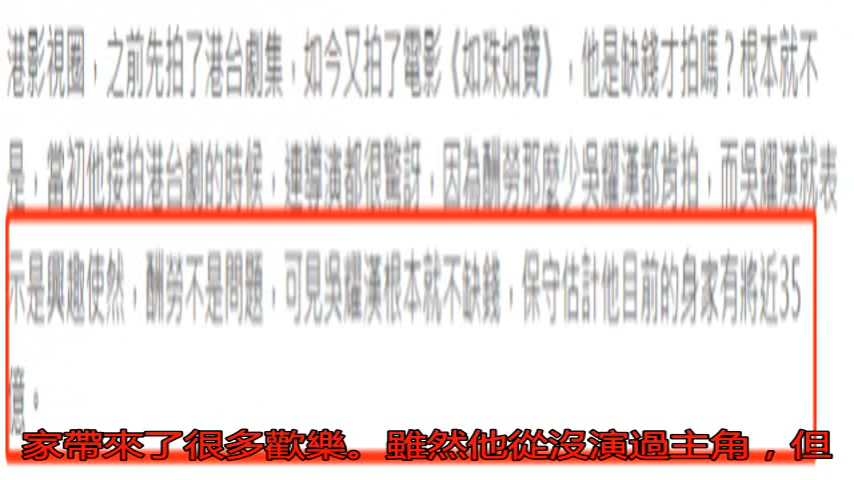 港影視圈，之前先拍了港台劇集，如今又拍了電影《如珠如寶》，他是缺錢才拍嗎？根本就不
是，當初他接拍港台劇的時候，連導演都很驚訝，因為酬勞那麼少吳耀漢都肯拍，而吳耀漢就表
示是興趣使然，酬勞不是問題，可見吳耀漢根本就不缺錢，保守估計他目前的身家有將近35
億。
家帶來了很多歡樂。雖然他從沒演過主角，但